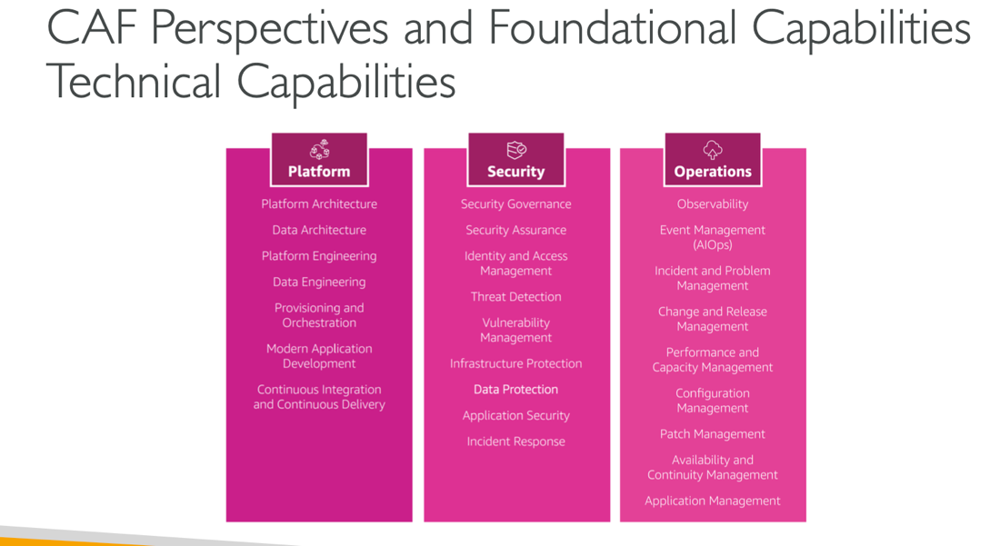 CAF Perspectives and Foundational Capabilities
Technical Capabilities
Platform
Platform Architecture
Data Architecture
Platform Engineering
Data Engineering
Provisioning and
Orchestration
Modern Application
Development
Continuous Integration
and Continuous Delivery
Security
Security Governance
Security Assurance
Identity and Access
Management
Threat Detection
Vulnerability
Management
Infrastructure Protection
Data Protection
Application Security
Incident Response
Operations
Observability
Event Management
(AIOps)
Incident and Problem
Management
Change and Release
Management
Performance and
Capacity Management
Configuration
Management
Patch Management
Availability and
Continuity Management
Application Management